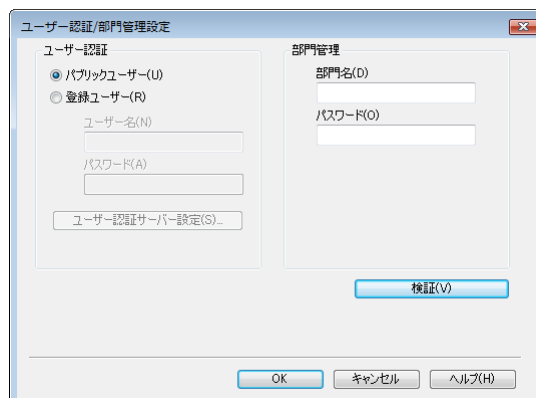 ユーザー認証/部門管理設定
ユーザー認証
パブリックユーザー(U)
登録ユーザー(R)
ユーザー名(N)
パスワード(A)
ユーザー認証サーバー設定(S)...
部門管理
部門名(D)
パスワード(O)
検証(V)
OK
キャンセル
ヘルプ(H)